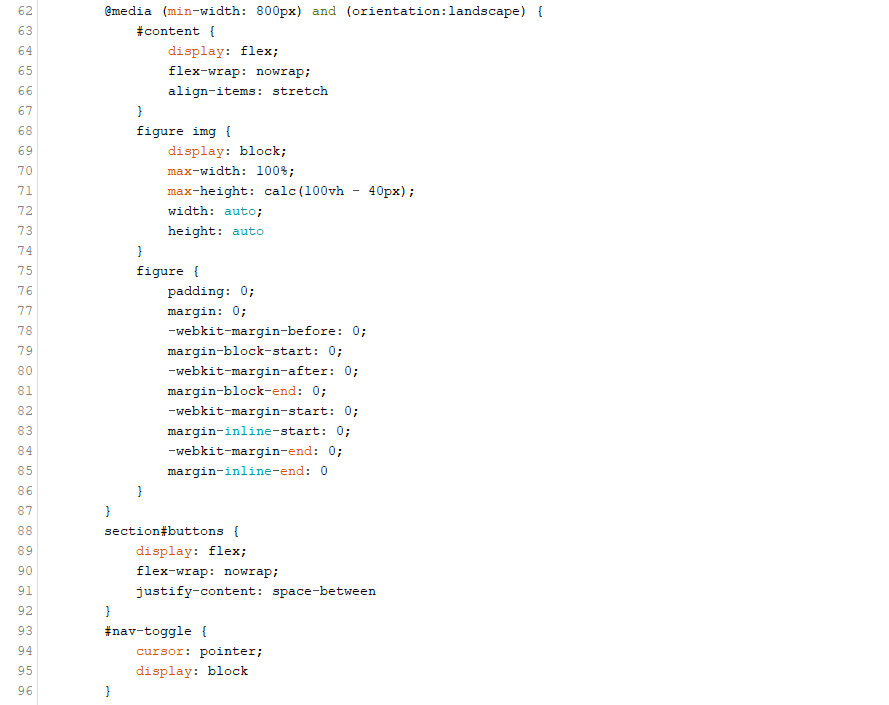 62 @media (min-width: 800px) and (orientation:landscape) {
63 #content {
64 display: flex;
65 flex-wrap: nowrap;
66 align-items: stretch
67 }
68 figure img {
69 display: block;
70 max-width: 100%;
71 max-height: calc(100vh - 40px);
72 width: auto;
73 height: auto
74 }
75 figure {
76 padding: 0;
77 margin: 0;
78 -webkit-margin-before: 0;
79 margin-block-start: 0;
80 -webkit-margin-after: 0;
81 margin-block-end: 0;
82 -webkit-margin-start: 0;
83 margin-inline-start: 0;
84 -webkit-margin-end: 0;
85 margin-inline-end: 0
86 }
87 }
88 section#buttons {
89 display: flex;
90 flex-wrap: nowrap;
91 justify-content: space-between
92 }
93 #nav-toggle {
94 cursor: pointer;
95 display: block
96 }